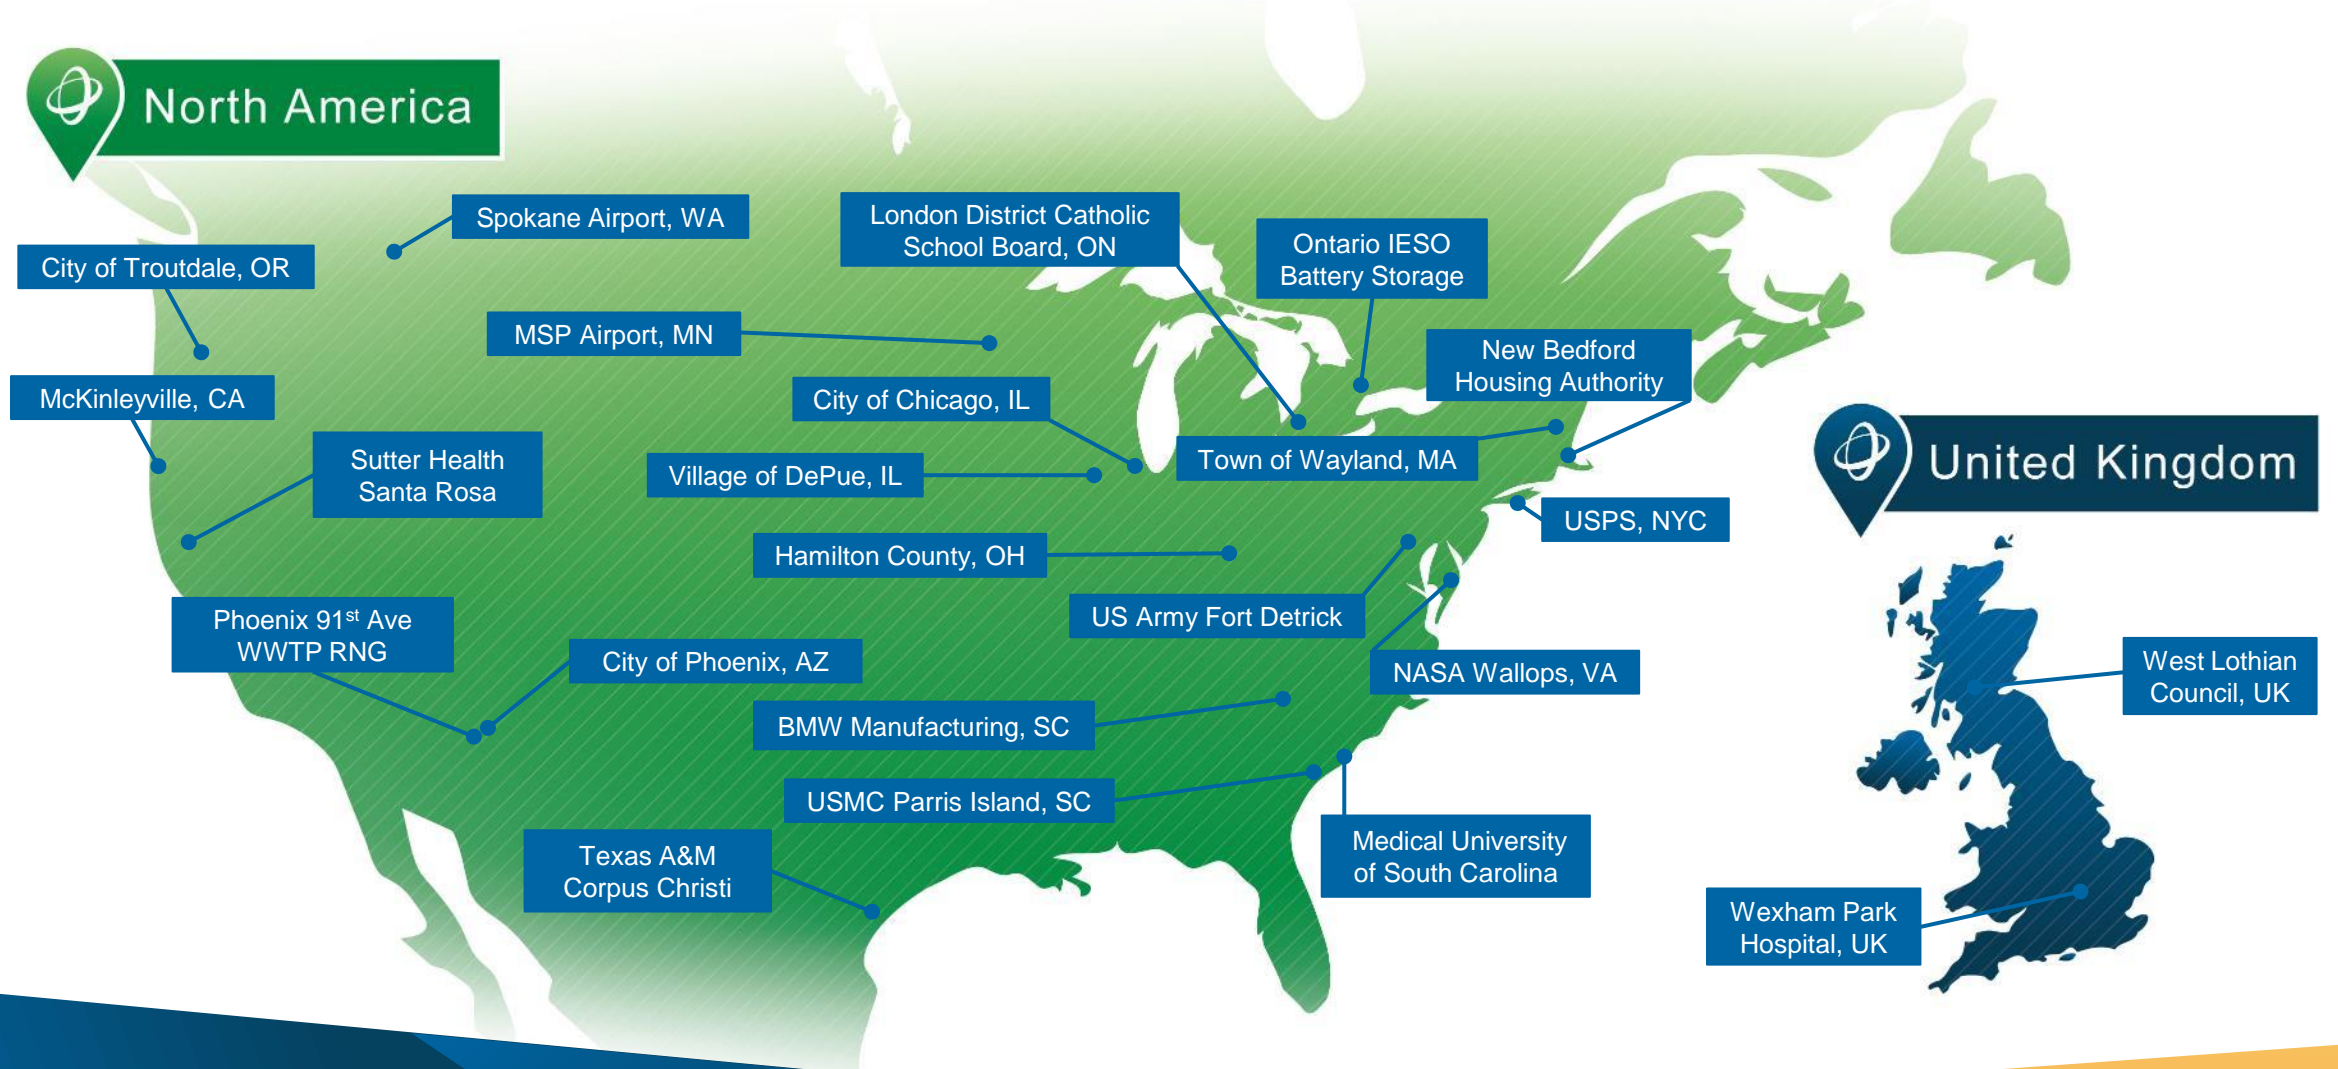 North America
Spokane Airport, WA
London District Catholic
School Board, ON
Ontario IESO
Battery Storage
City of Troutdale, OR
MSP Airport, MN
New Bedford
Housing Authority
McKinleyville, CA
City of Chicago, IL
Sutter Health
Santa Rosa
Village of DePue, IL
Town of Wayland, MA
United Kingdom
USPS, NYC
Hamilton County, OH
US Army Fort Detrick
Phoenix 91st Ave
WWTP RNG
City of Phoenix, AZ
NASA Wallops, VA
West Lothian
Council, UK
BMW Manufacturing, SC
USMC Parris Island, SC
Texas A&M
Corpus Christi
Medical University
of South Carolina
Wexham Park
Hospital, UK